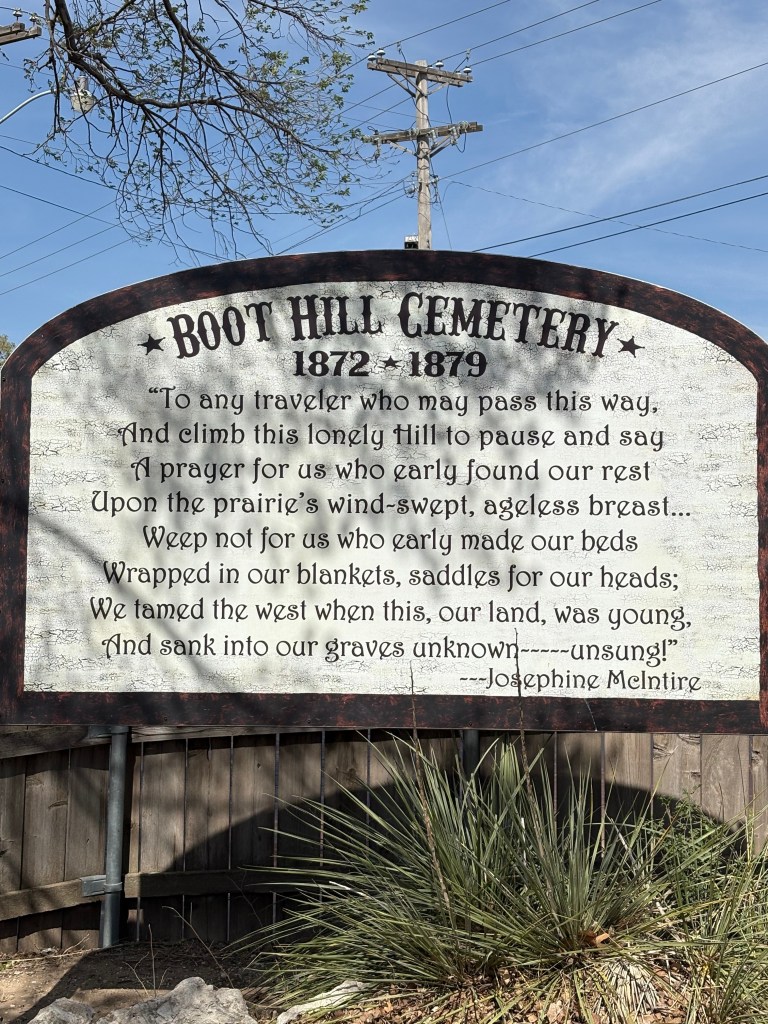 ★BOOT HILL CEMETERY★
1872 ★ 1879
“To any traveler who may pass this way,
And climb this lonely Hill to pause and say
A prayer for us who early found our rest
Upon the prairie’s wind-swept, ageless breast...
Weep not for us who early made our beds
Wrapped in our blankets, saddles for our heads;
We tamed the west when this, our land, was young,
And sank into our graves unknown-----unsung!”
---Josephine McIntire